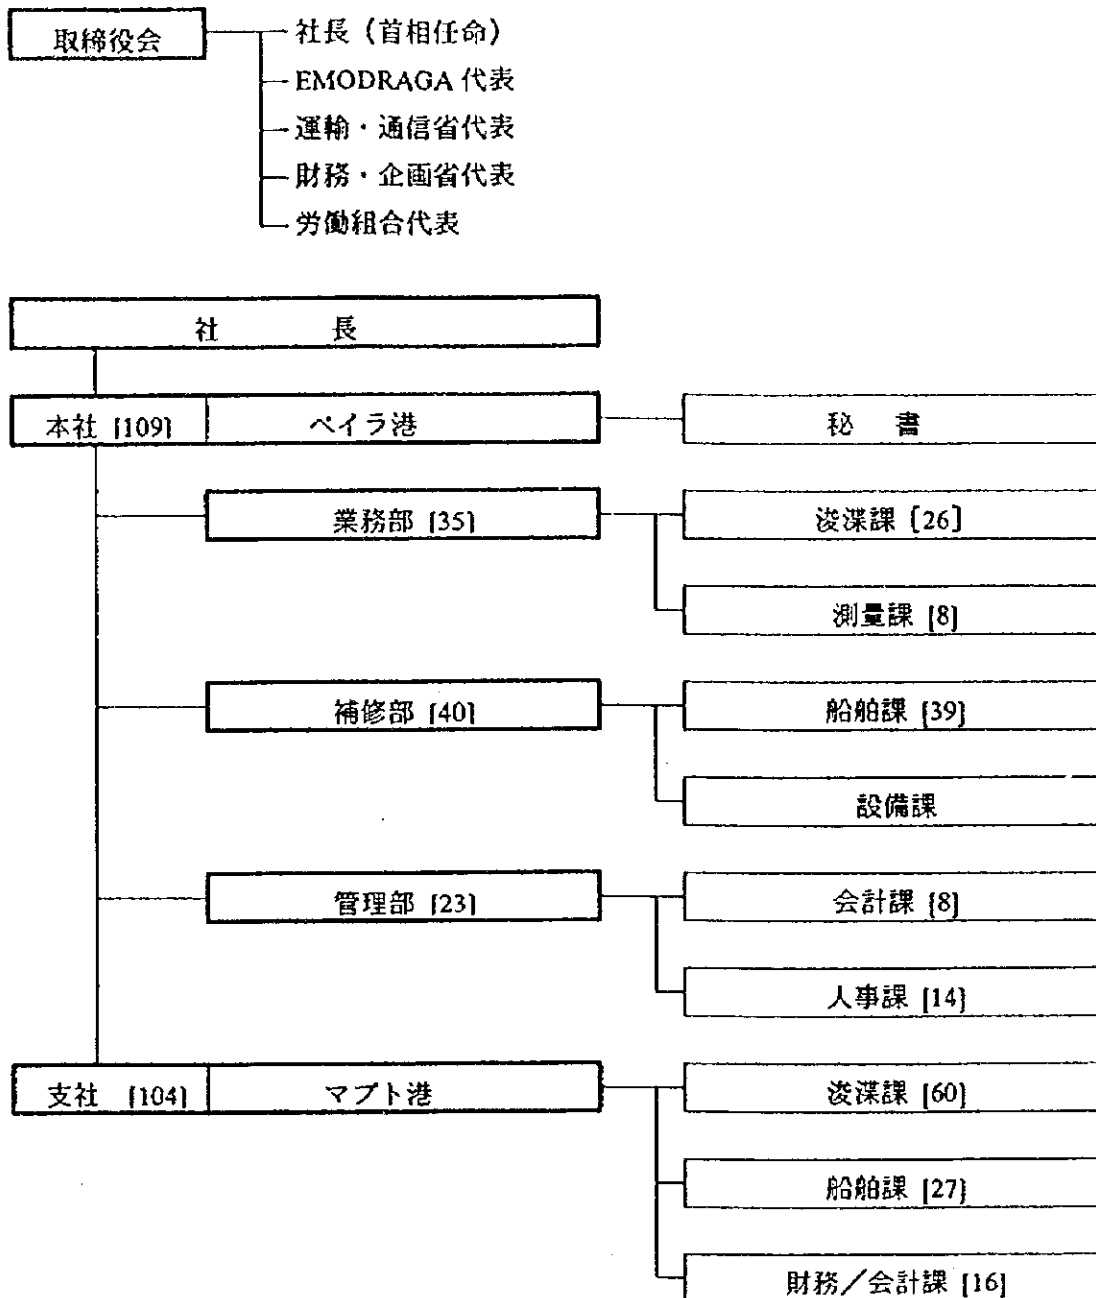 取締役会
社長（首相任命）
EMODRAGA 代表
運輸・通信省代表
財務・企画省代表
労働組合代表
社 長
本社 [109] ベイラ港 秘 書
業務部 [35] 浚渫課 [26]
測量課 [8]
補修部 [40] 船舶課 [39]
設備課
管理部 [23] 会計課 [8]
人事課 [14]
支社 [104] マプト港 浚渫課 [60]
船舶課 [27]
財務／会計課 [16]